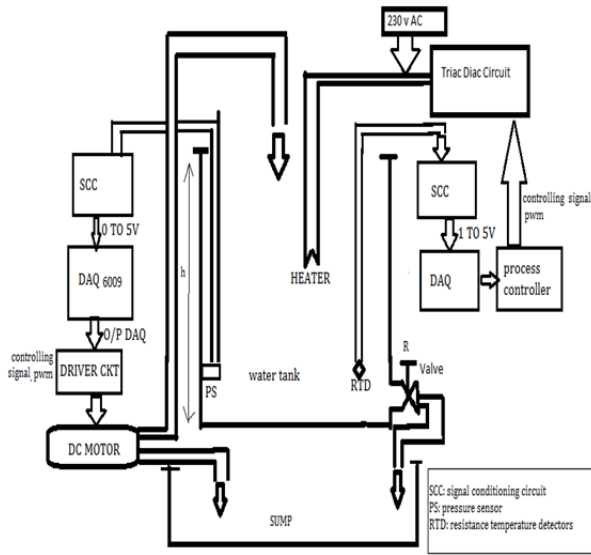 230 v AC
Triac Diac Circuit
SCC
0 TO 5V
DAQ 6009
O/P DAQ
controlling
signal, pwm
DRIVER CKT
DC MOTOR
h
PS
water tank
HEATER
RTD
SCC
1 TO 5V
DAQ
process
controller
controlling signal
pwm
R
Valve
SUMP
SCC: signal conditioning circuit
PS: pressure sensor
RTD: resistance temperature detectors